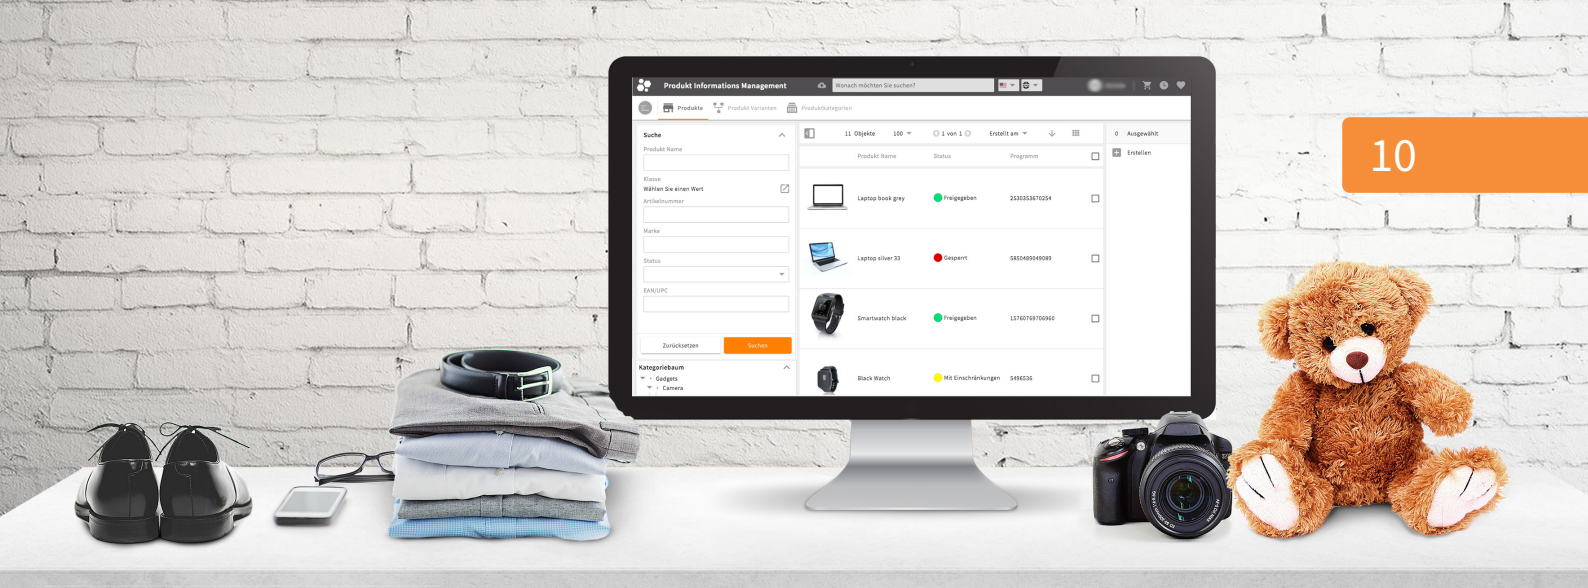 Produkt Informations Management
Wonach möchten Sie suchen?
Produkte
Produkt Varianten
Produktkategorien
Suche
Produkt Name
Klasse
Wählen Sie einen Wert
Artikelnummer
Marke
Status
EAN/UPC
Zurücksetzen
Suchen
Kategoriebaum
Gadgets
Camera
11 Objekte 100 1 von 1 Erstellt am
Produkt Name Status Programm
Laptop book grey Freigegeben 2530353670254
Laptop silver 33 Gesperrt 5850489049089
Smartwatch black Freigegeben 15760769706960
Black Watch Mit Einschränkungen 5496536
0 Ausgewählt
Erstellen
10